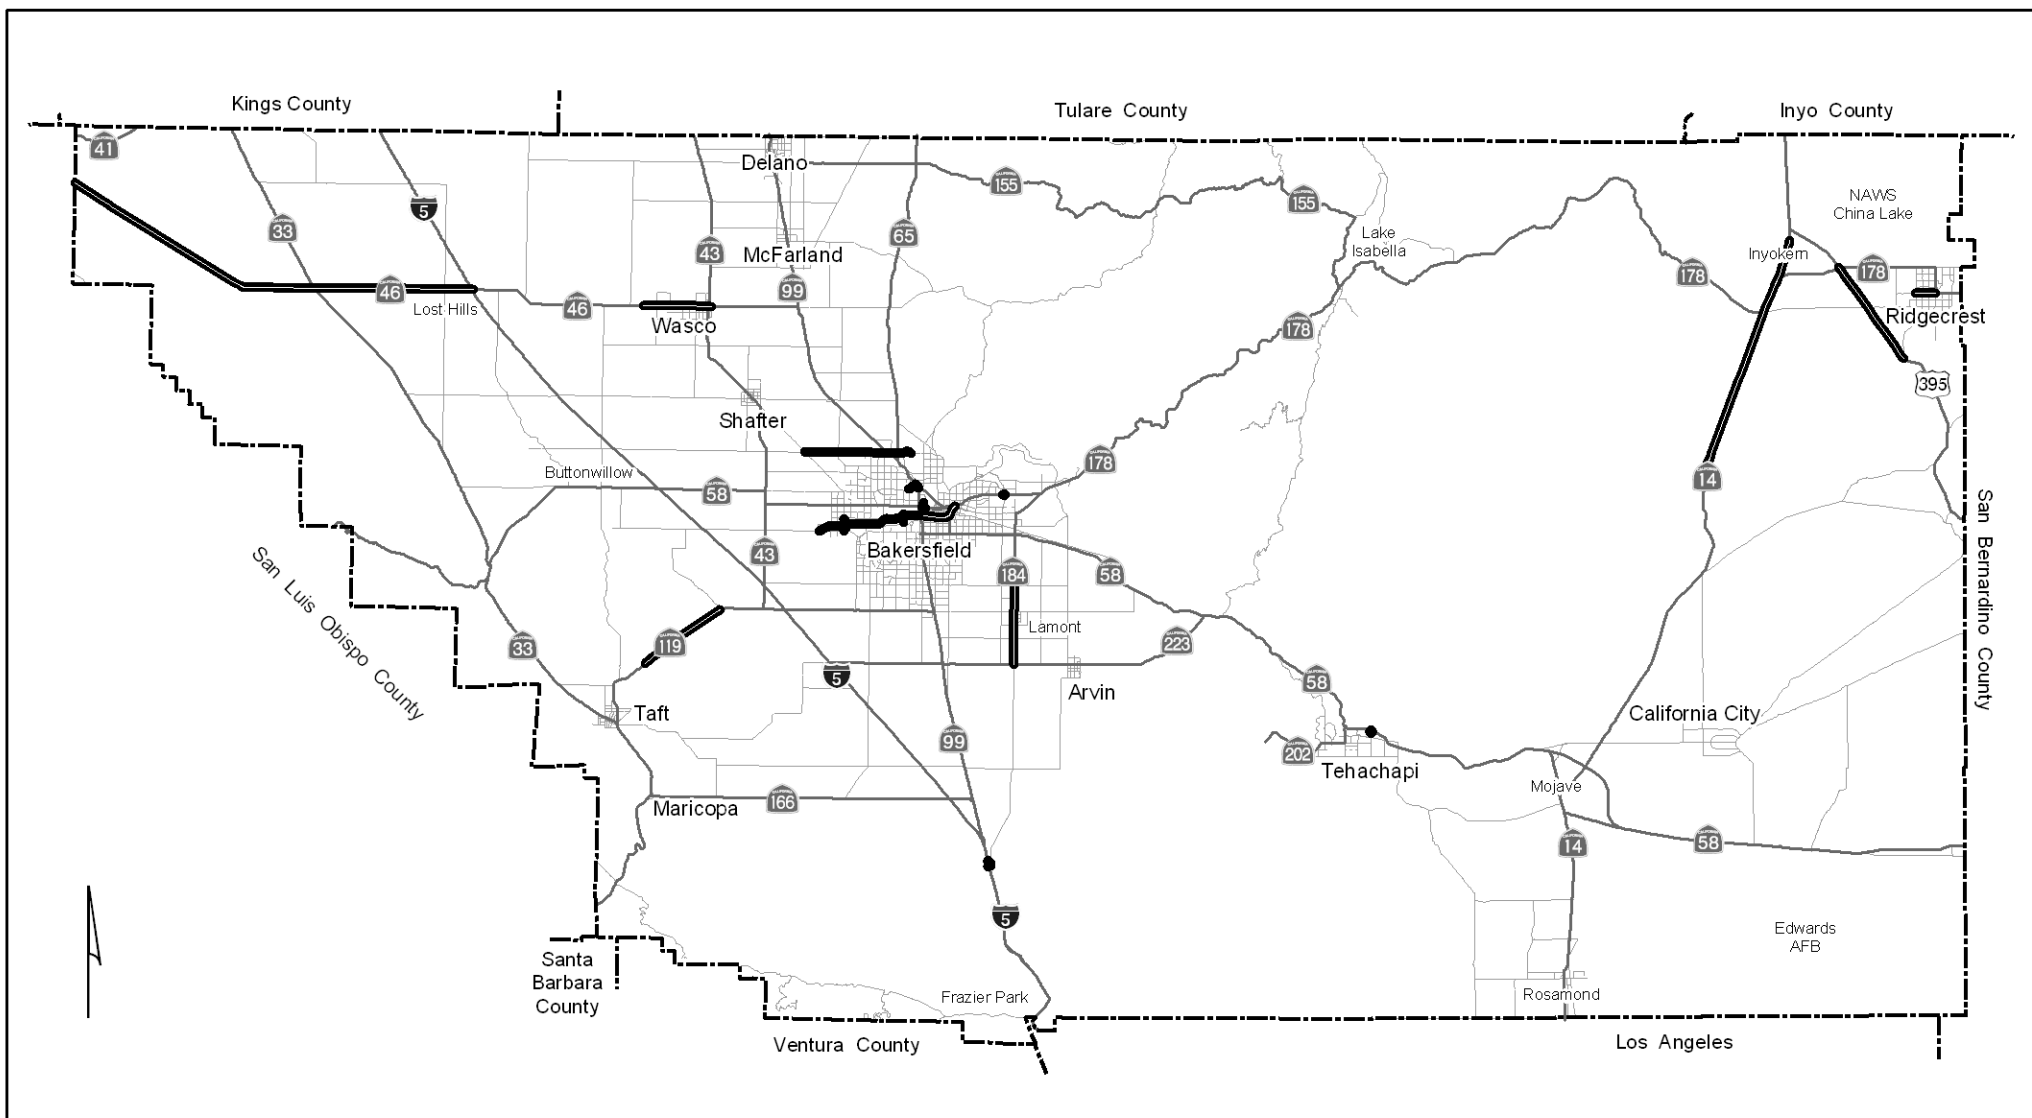 Kings County
Tulare County
Inyo County
41
Delano
155
155
5
33
43
65
McFarland
Lake
Isabella
NAWS
China Lake
Inyokern
178
178
46
99
46
Lost Hills
Wasco
178
Ridgecrest
395
Shafter
Buttonwillow
58
178
14
San Bernardino County
43
Bakersfield
184
58
San Luis Obispo County
33
119
Lamont
223
5
58
Arvin
Taft
California City
99
202
Tehachapi
Mojave
Maricopa
166
14
58
5
Edwards
AFB
Santa
Barbara
County
Frazier Park
Rosamond
Ventura County
Los Angeles